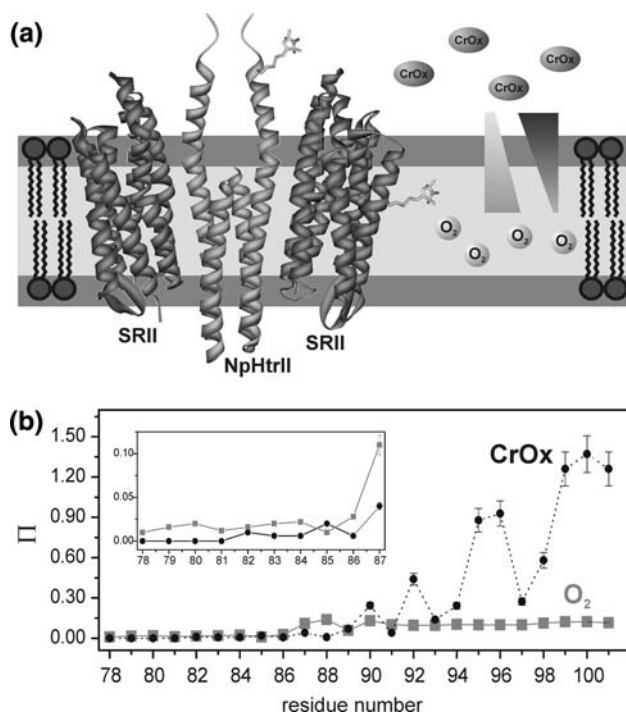 (a)
CrOx
CrOx
CrOx
CrOx
O₂ O₂ O₂ O₂
SRII NpHtrII SRII
(b)
1.50
1.20
0.90
0.60
0.30
0.00
Π
0.10
0.05
0.00
78 79 80 81 82 83 84 85 86 87
CrOx
O₂
78 80 82 84 86 88 90 92 94 96 98 100
residue number